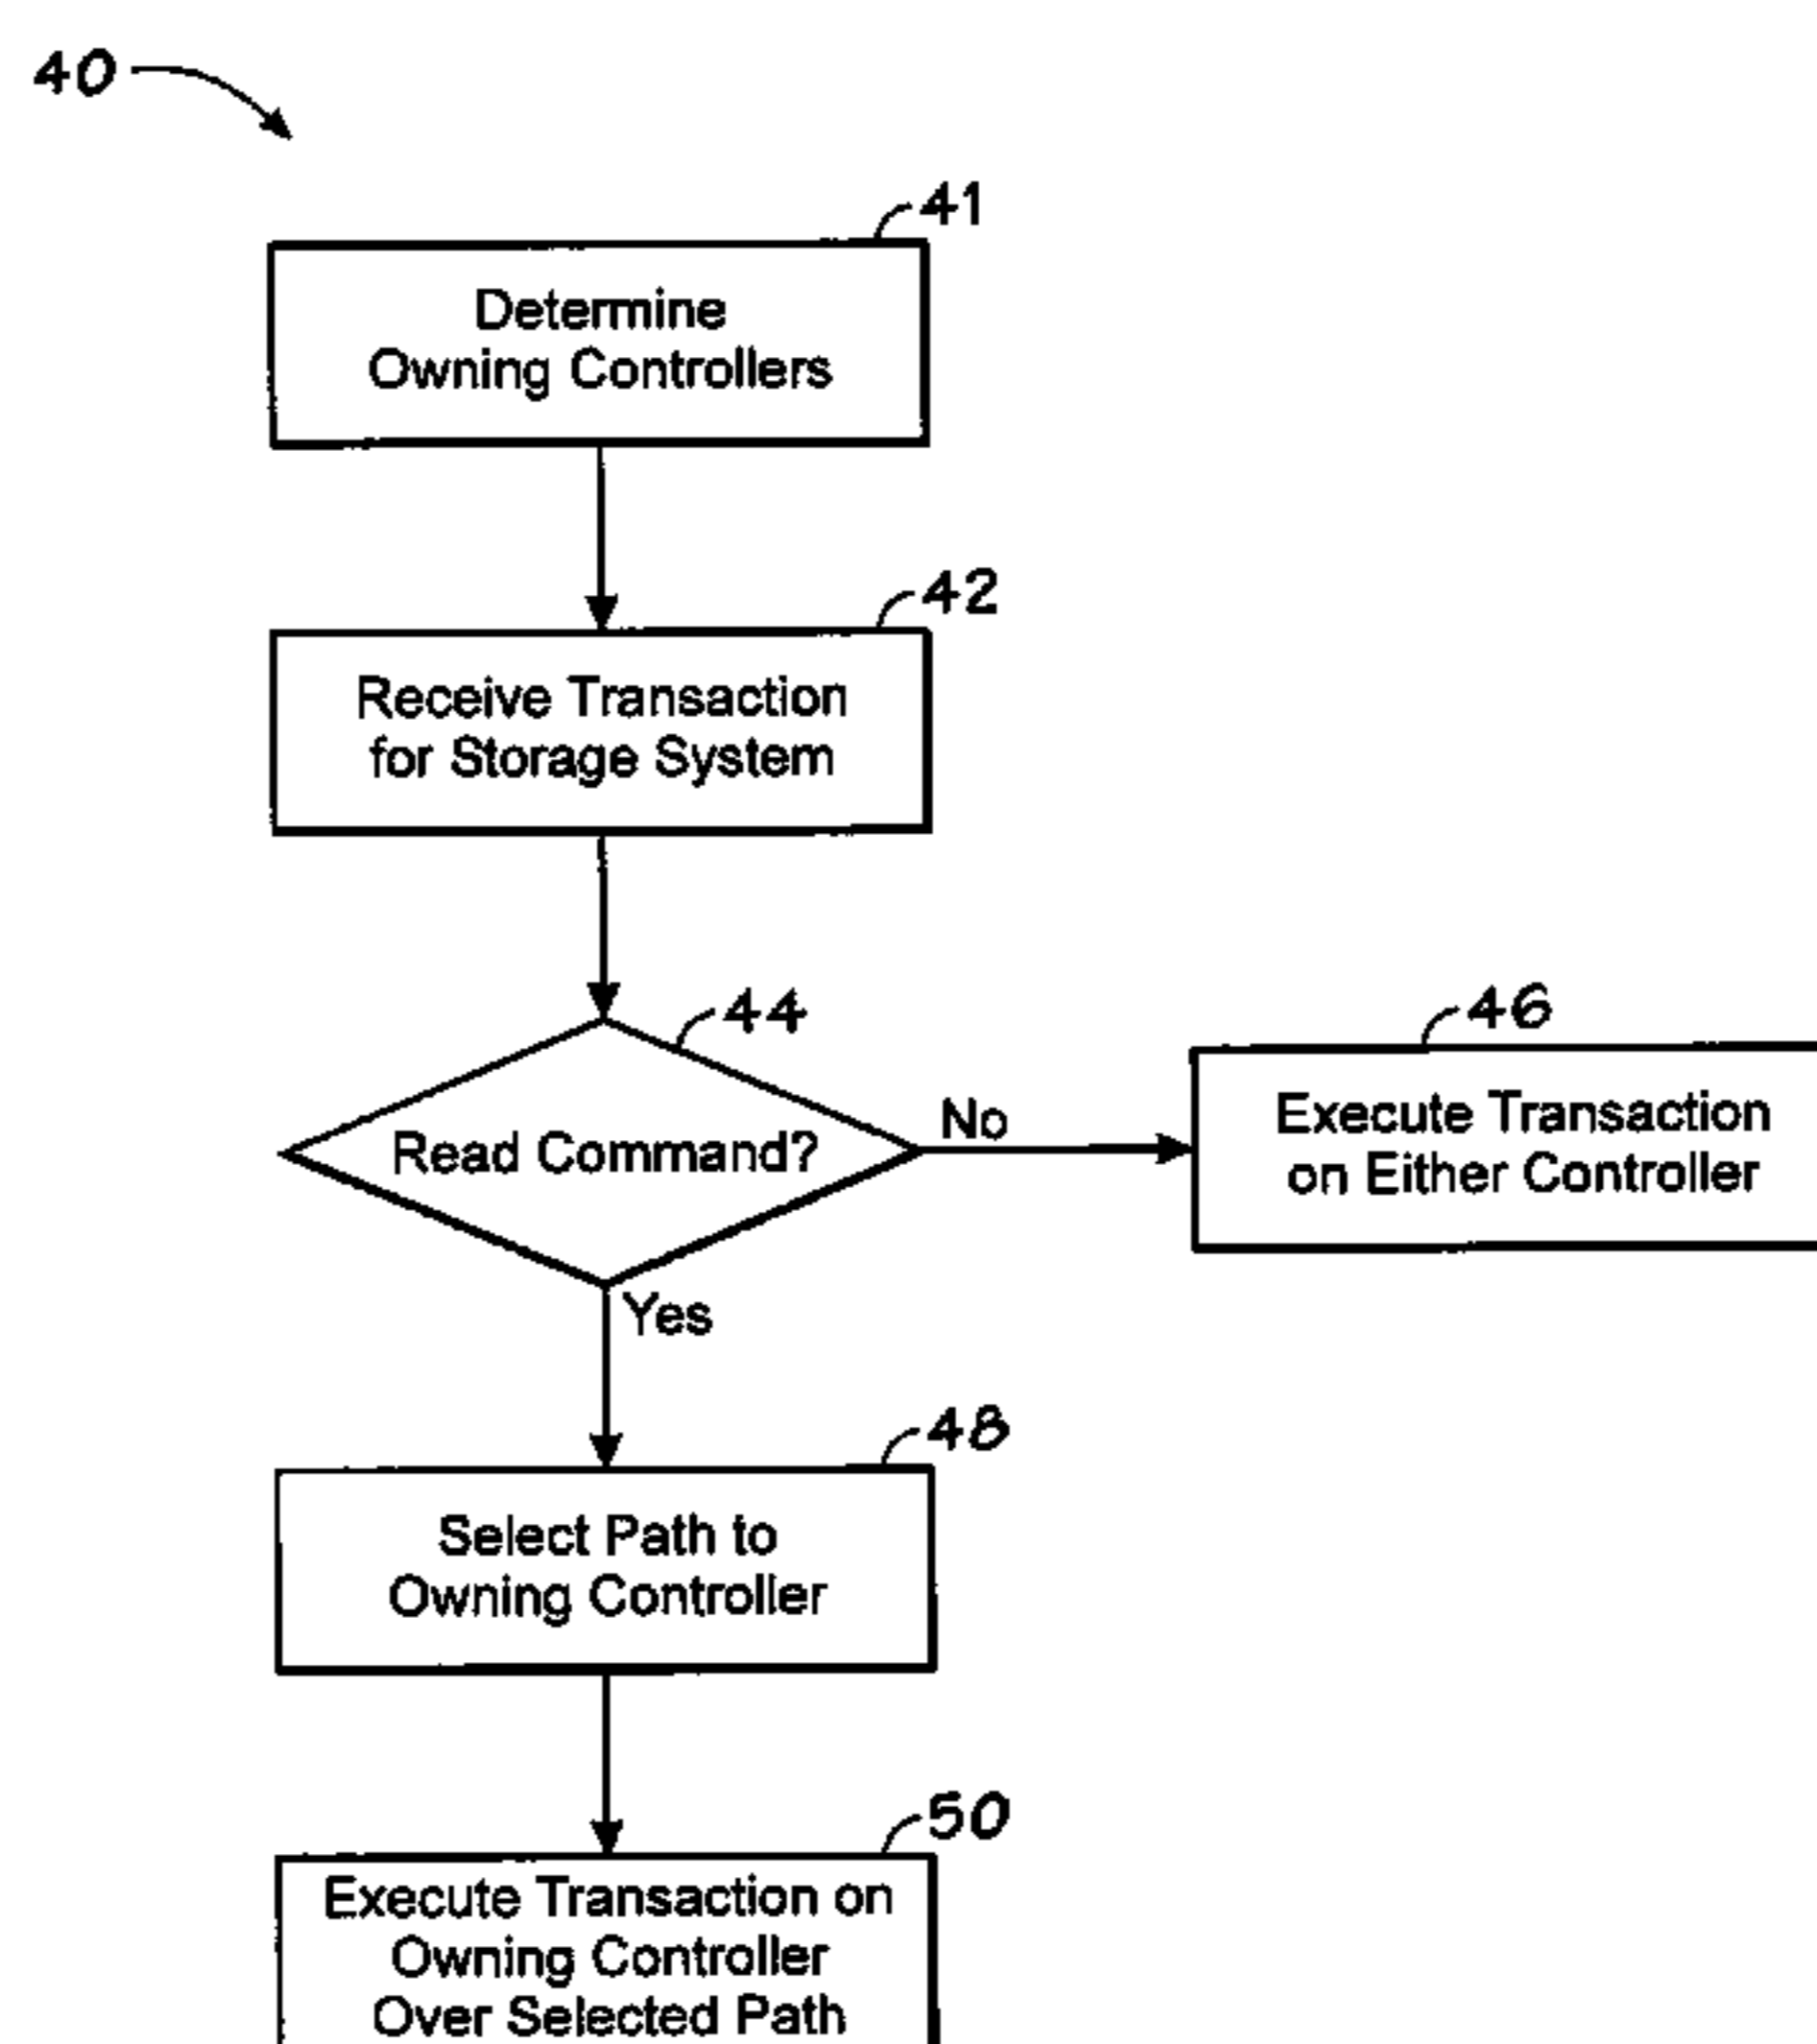 40
41
Determine
Owning Controllers
42
Receive Transaction
for Storage System
44
Read Command?
No
46
Execute Transaction
on Either Controller
Yes
48
Select Path to
Owning Controller
50
Execute Transaction on
Owning Controller
Over Selected Path